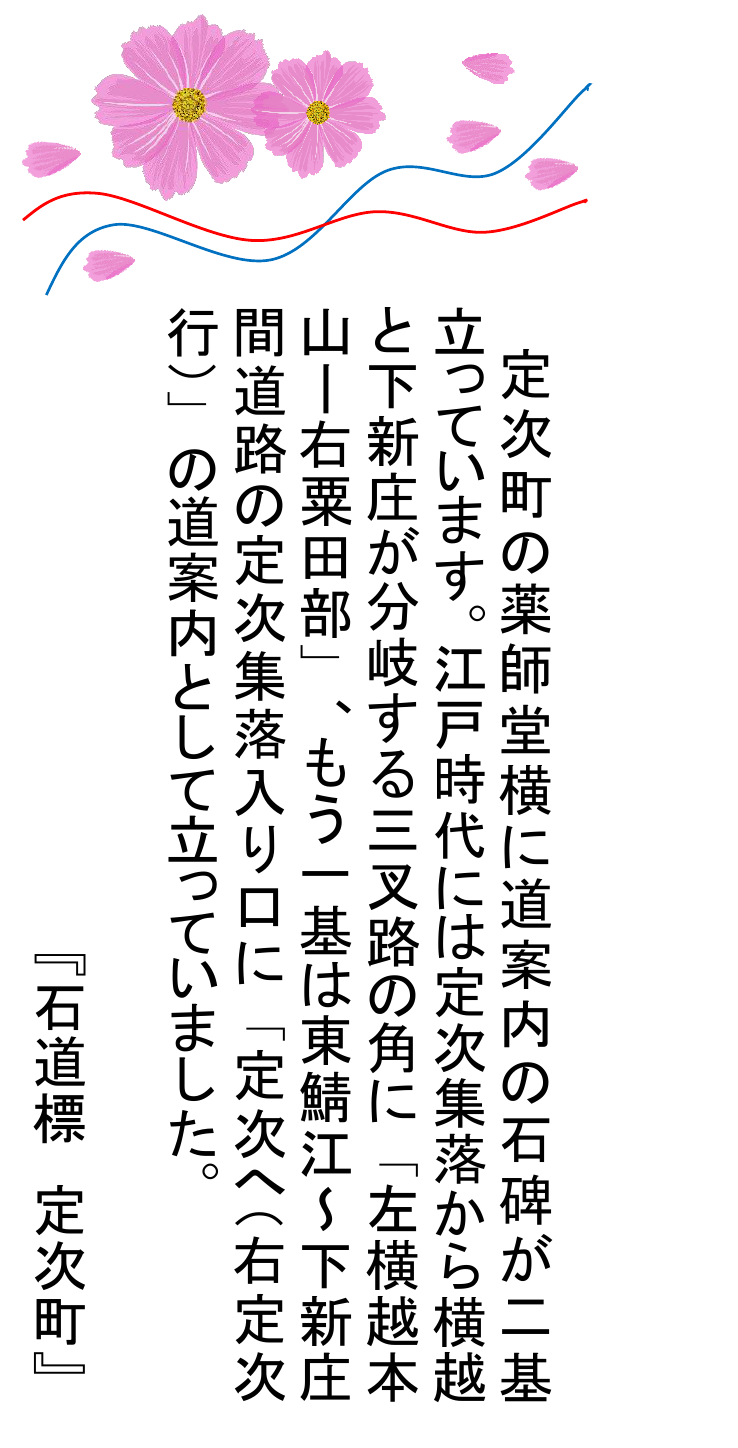 定次町の薬師堂横に道案内の石碑が二基
立っています。江戸時代には定次集落から横越
と下新庄が分岐する三叉路の角に「左横越本
山ー右粟田部」、もう一基は東鯖江～下新庄
間道路の定次集落入り口に「定次へ（右定次
行）」の道案内として立っていました。
『石道標　定次町』